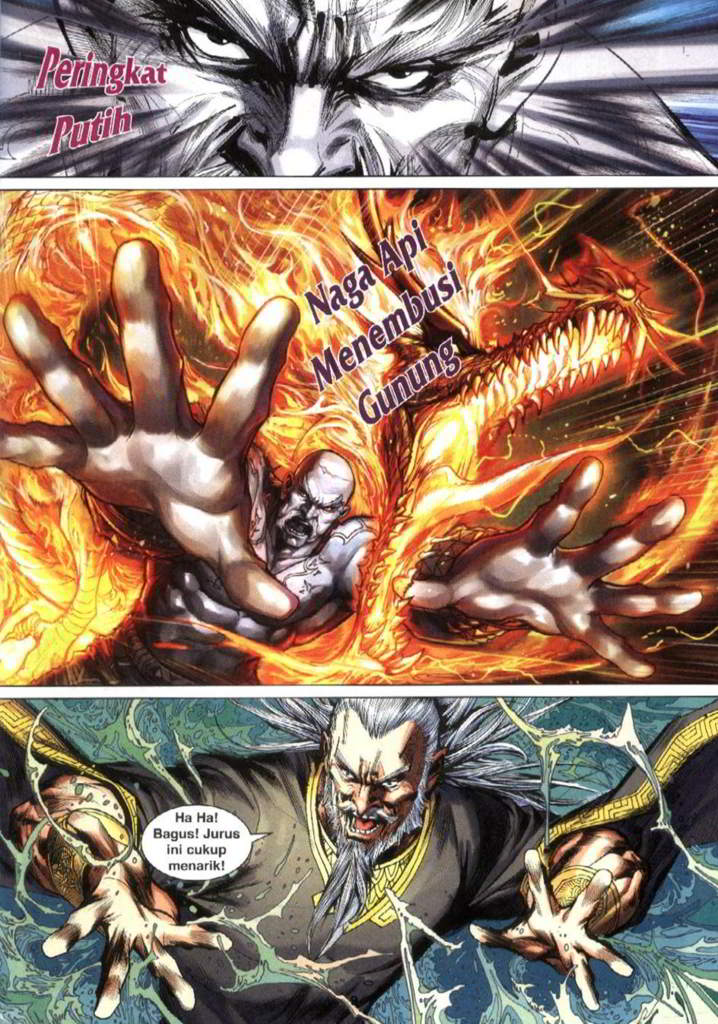 Peringkat
Putih
Naga Api
Menembusi
Gunung
Ha Ha!
Bagus! Jurus
ini cukup
menarik!